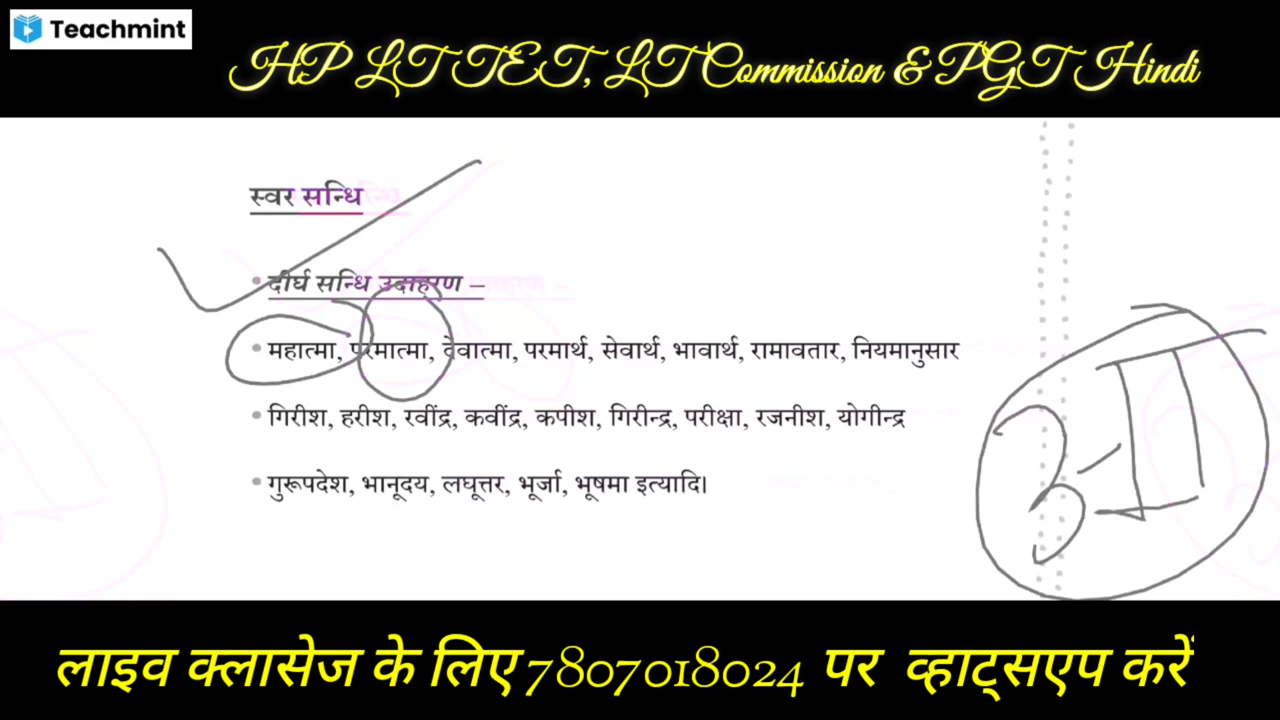 Teachmint
HP LT TET, LT Commission & PGT Hindi
स्वर सन्धि
• दीर्घ सन्धि उदाहरण –
• महात्मा, परमात्मा, देवात्मा, परमार्थ, सेवार्थ, भावार्थ, रामावतार, नियमानुसार
• गिरीश, हरीश, रवींद्र, कवींद्र, कपीश, गिरीन्द्र, परीक्षा, रजनीश, योगीन्द्र
• गुरूपदेश, भानूदय, लघूत्तर, भूर्जा, भूषमा इत्यादि।
लाइव क्लासेज के लिए 7807018024 पर व्हाट्सएप करें